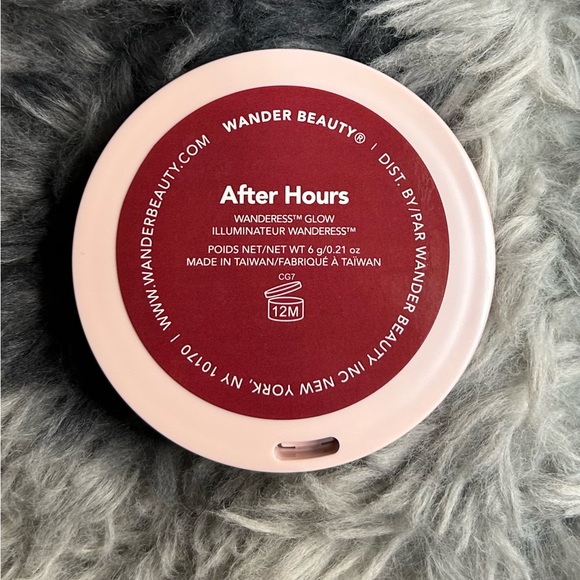 WANDER BEAUTY® | DIST. BY/PAR WANDER BEAUTY INC NEW YORK, NY 10170 | WWW.WANDERBEAUTY.COM
After Hours
WANDERESS™ GLOW
ILLUMINATEUR WANDERESS™
POIDS NET/NET WT 6 g/0.21 oz
MADE IN TAIWAN/FABRIQUÉ À TAÏWAN
CG7
12M